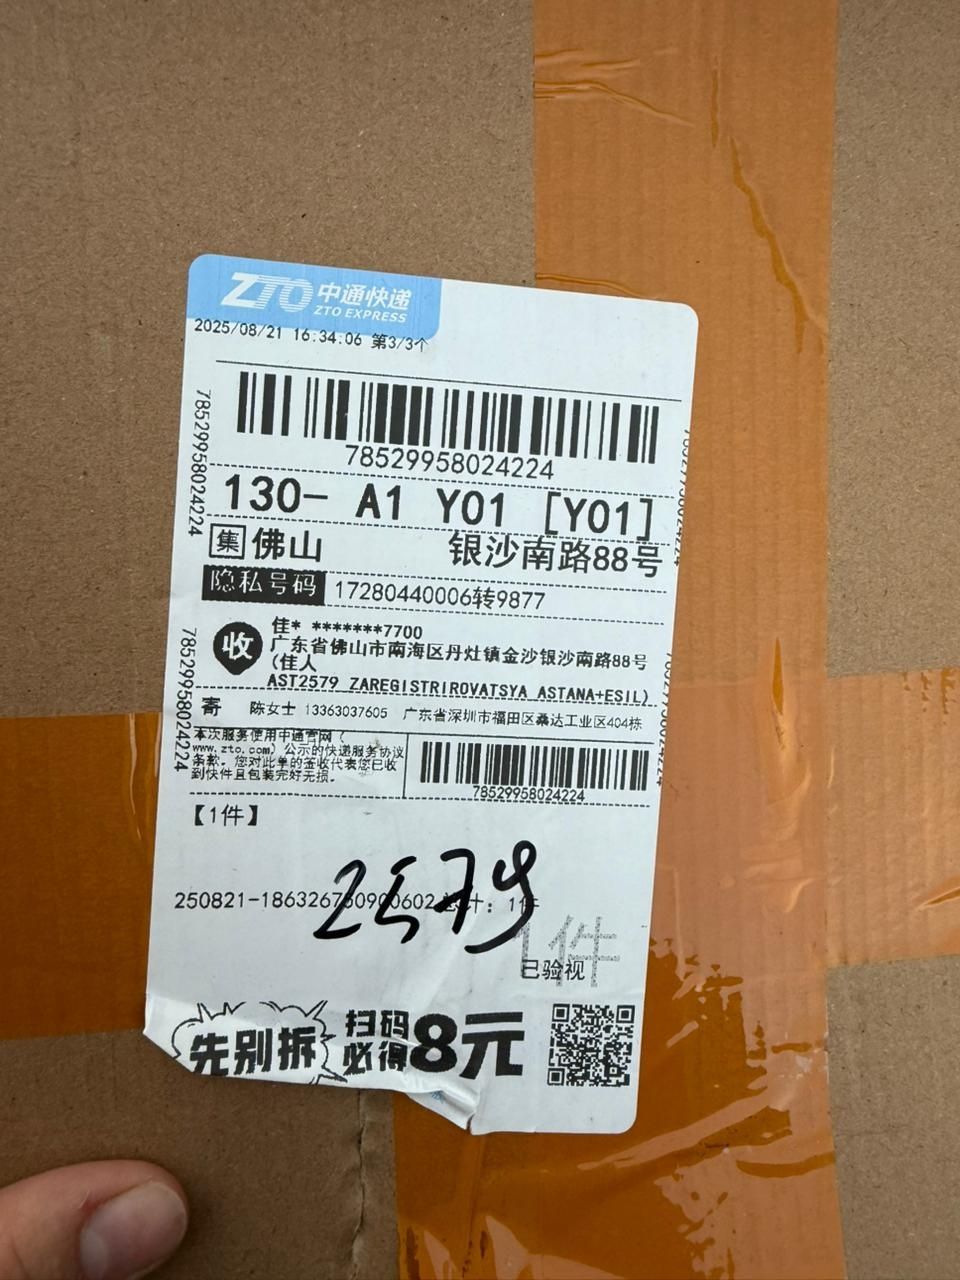 ZTO 中通快递
ZTO EXPRESS
2025/08/21 16:34:06 第3/3个
78529958024224
78529958024224
130- A1 Y01 [Y01]
集 佛山 银沙南路88号
隐私号码 17280440006转9877
收 佳* *******7700
广东省佛山市南海区丹灶镇金沙银沙南路88号
(佳人
AST2579 ZAREGISTRIROVATSYA ASTANA+ESIL)
78529958024224
寄 陈女士 13363037605 广东省深圳市福田区桑达工业区404栋
本次服务使用中通官网(
www.zto.com) 公示的快递服务协议
条款。您对此单的签收代表您已收
到快件且包装完好无损。
78529958024224
【1件】
2579
250821-186326760900602 总计: 1件
1件
已验视
先别拆 扫码必得8元